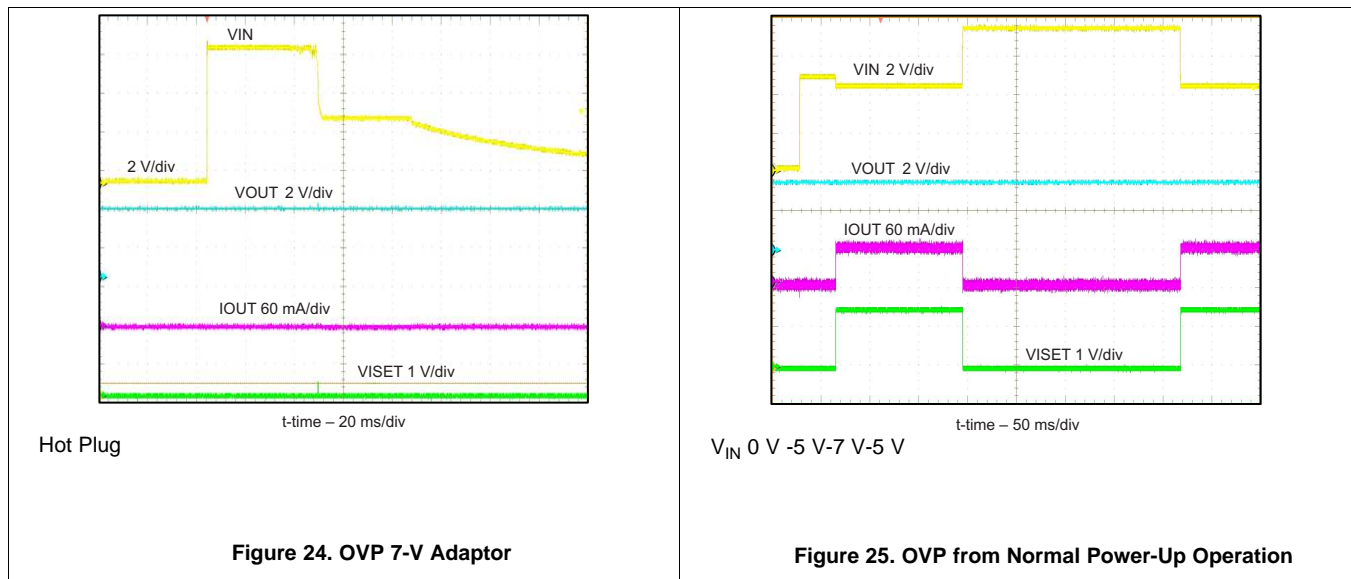 VIN
2 V/div
VOUT 2 V/div
IOUT 60 mA/div
VISET 1 V/div
t-time – 20 ms/div
Hot Plug
Figure 24. OVP 7-V Adaptor
VIN 2 V/div
VOUT 2 V/div
IOUT 60 mA/div
VISET 1 V/div
t-time – 50 ms/div
VIN 0 V -5 V-7 V-5 V
Figure 25. OVP from Normal Power-Up Operation